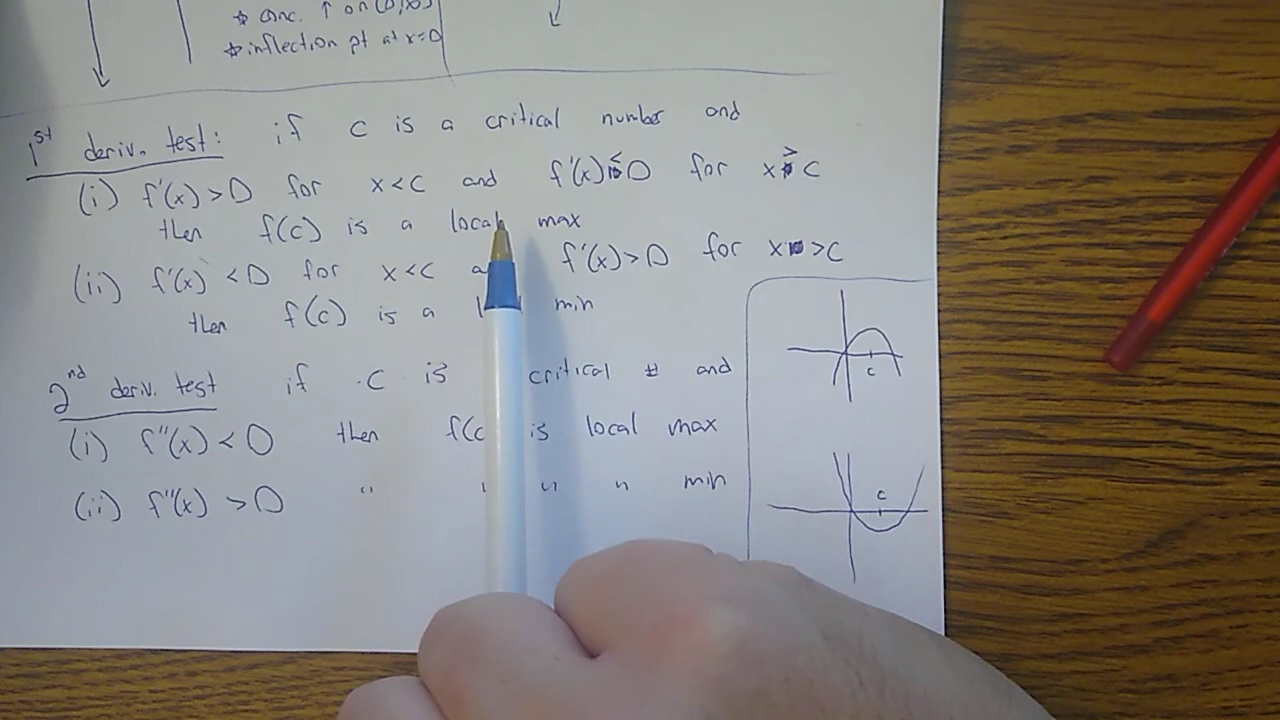 * conc. ↑ on (0,∞)
* inflection pt at x=0
1st deriv. test: if c is a critical number and
(i) f'(x)>0 for x<c and f'(x)<0 for x>c
then f(c) is a local max
(ii) f'(x)<0 for x<c f'(x)>0 for x>c
then f(c) is a min
c
2nd deriv. test if c is critical # and
(i) f''(x)<0 then f(c is local max
(ii) f''(x)>0 " " " min
c